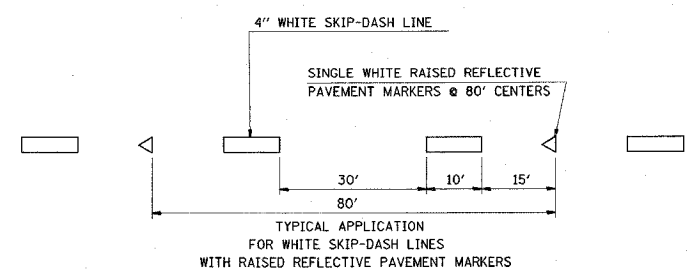 4" WHITE SKIP-DASH LINE
SINGLE WHITE RAISED REFLECTIVE
PAVEMENT MARKERS @ 80' CENTERS
30' 10' 15'
80'
TYPICAL APPLICATION
FOR WHITE SKIP-DASH LINES
WITH RAISED REFLECTIVE PAVEMENT MARKERS